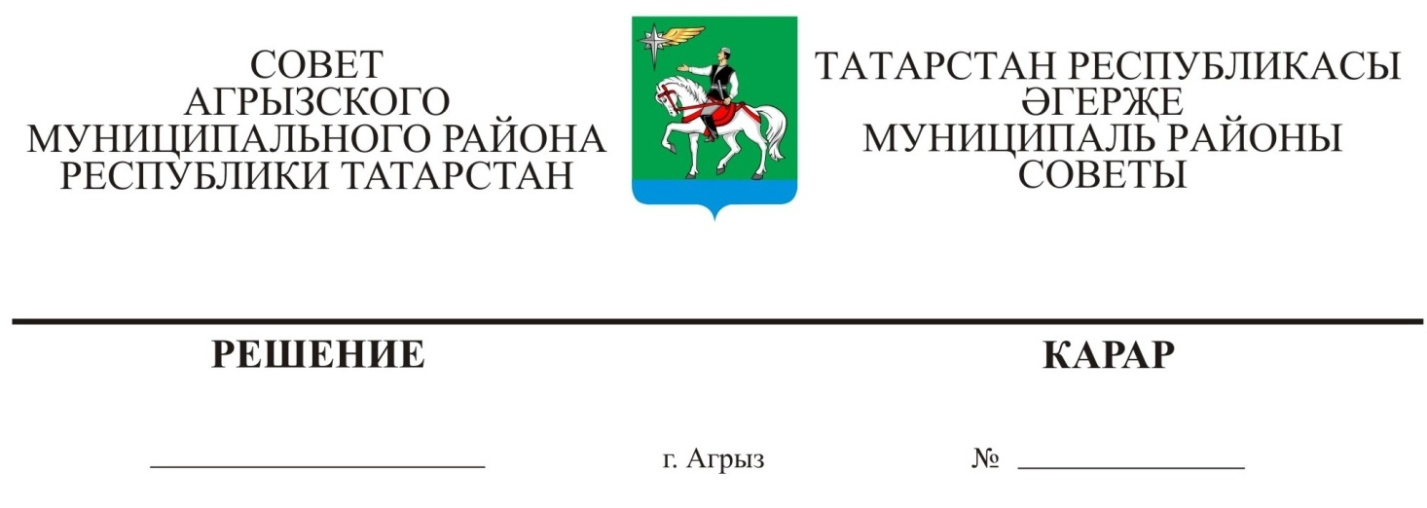 СОВЕТ
АГРЫЗСКОГО
МУНИЦИПАЛЬНОГО РАЙОНА
РЕСПУБЛИКИ ТАТАРСТАН
ТАТАРСТАН РЕСПУБЛИКАСЫ
ӘГЕРҖЕ
МУНИЦИПАЛЬ РАЙОНЫ
СОВЕТЫ
РЕШЕНИЕ
КАРАР
г. Агрыз
№